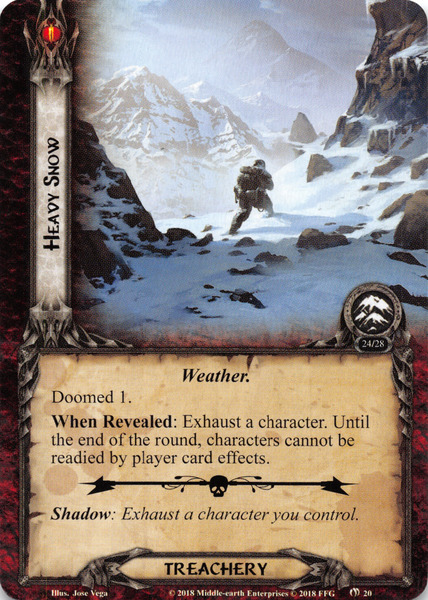 HEAVY SNOW
24/28
Weather.
Doomed 1.
When Revealed: Exhaust a character. Until
the end of the round, characters cannot be
readied by player card effects.
Shadow: Exhaust a character you control.
TREACHERY
Illus. Jose Vega © 2018 Middle-earth Enterprises © 2018 FFG 20